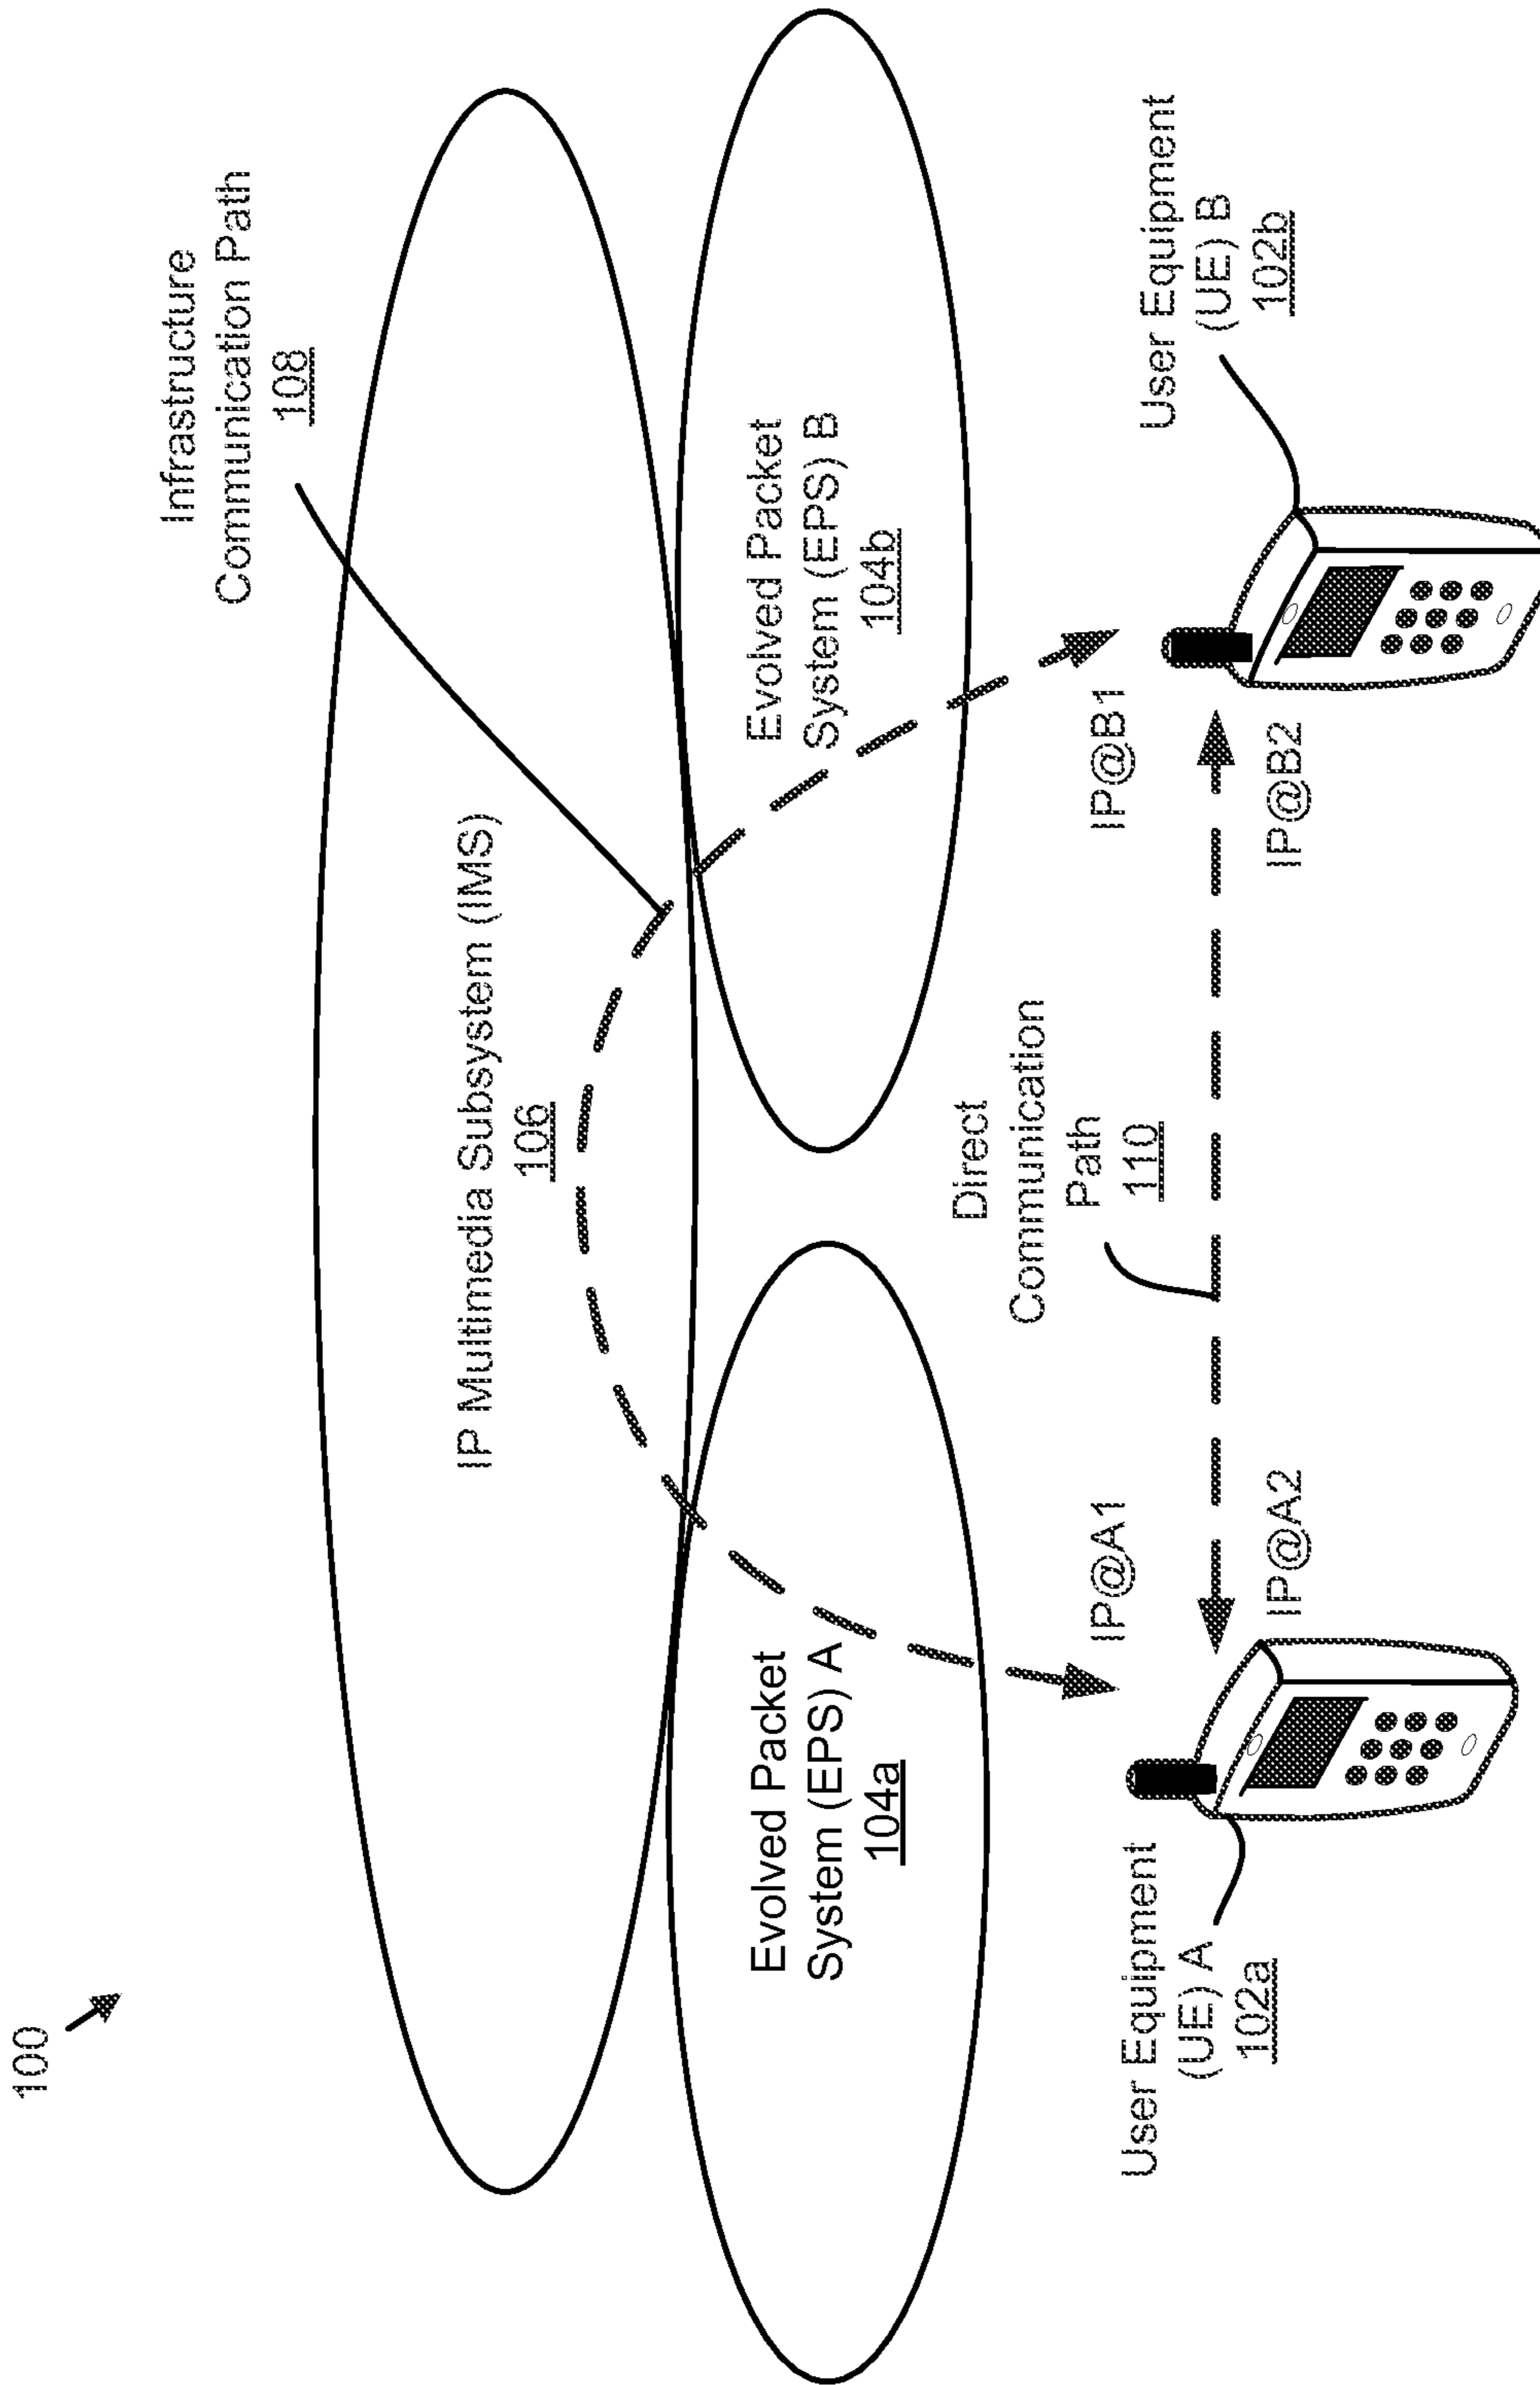 100
Infrastructure
Communication Path
108
IP Multimedia Subsystem (IMS)
106
Evolved Packet
System (EPS) A
104a
Evolved Packet
System (EPS) B
104b
Direct
Communication
Path
110
IP@A1
IP@A2
IP@B1
IP@B2
User Equipment
(UE) A
102a
User Equipment
(UE) B
102b